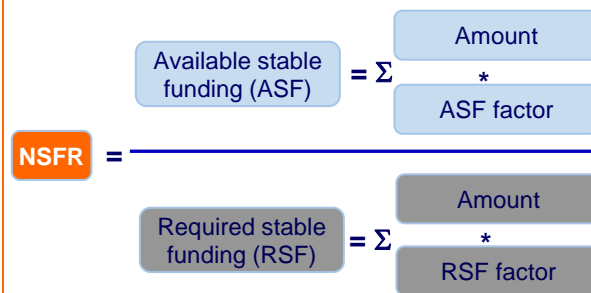 Amount
Available stable
funding (ASF)
= Σ
*
ASF factor
NSFR
=
Amount
Required stable
funding (RSF)
= Σ
*
RSF factor